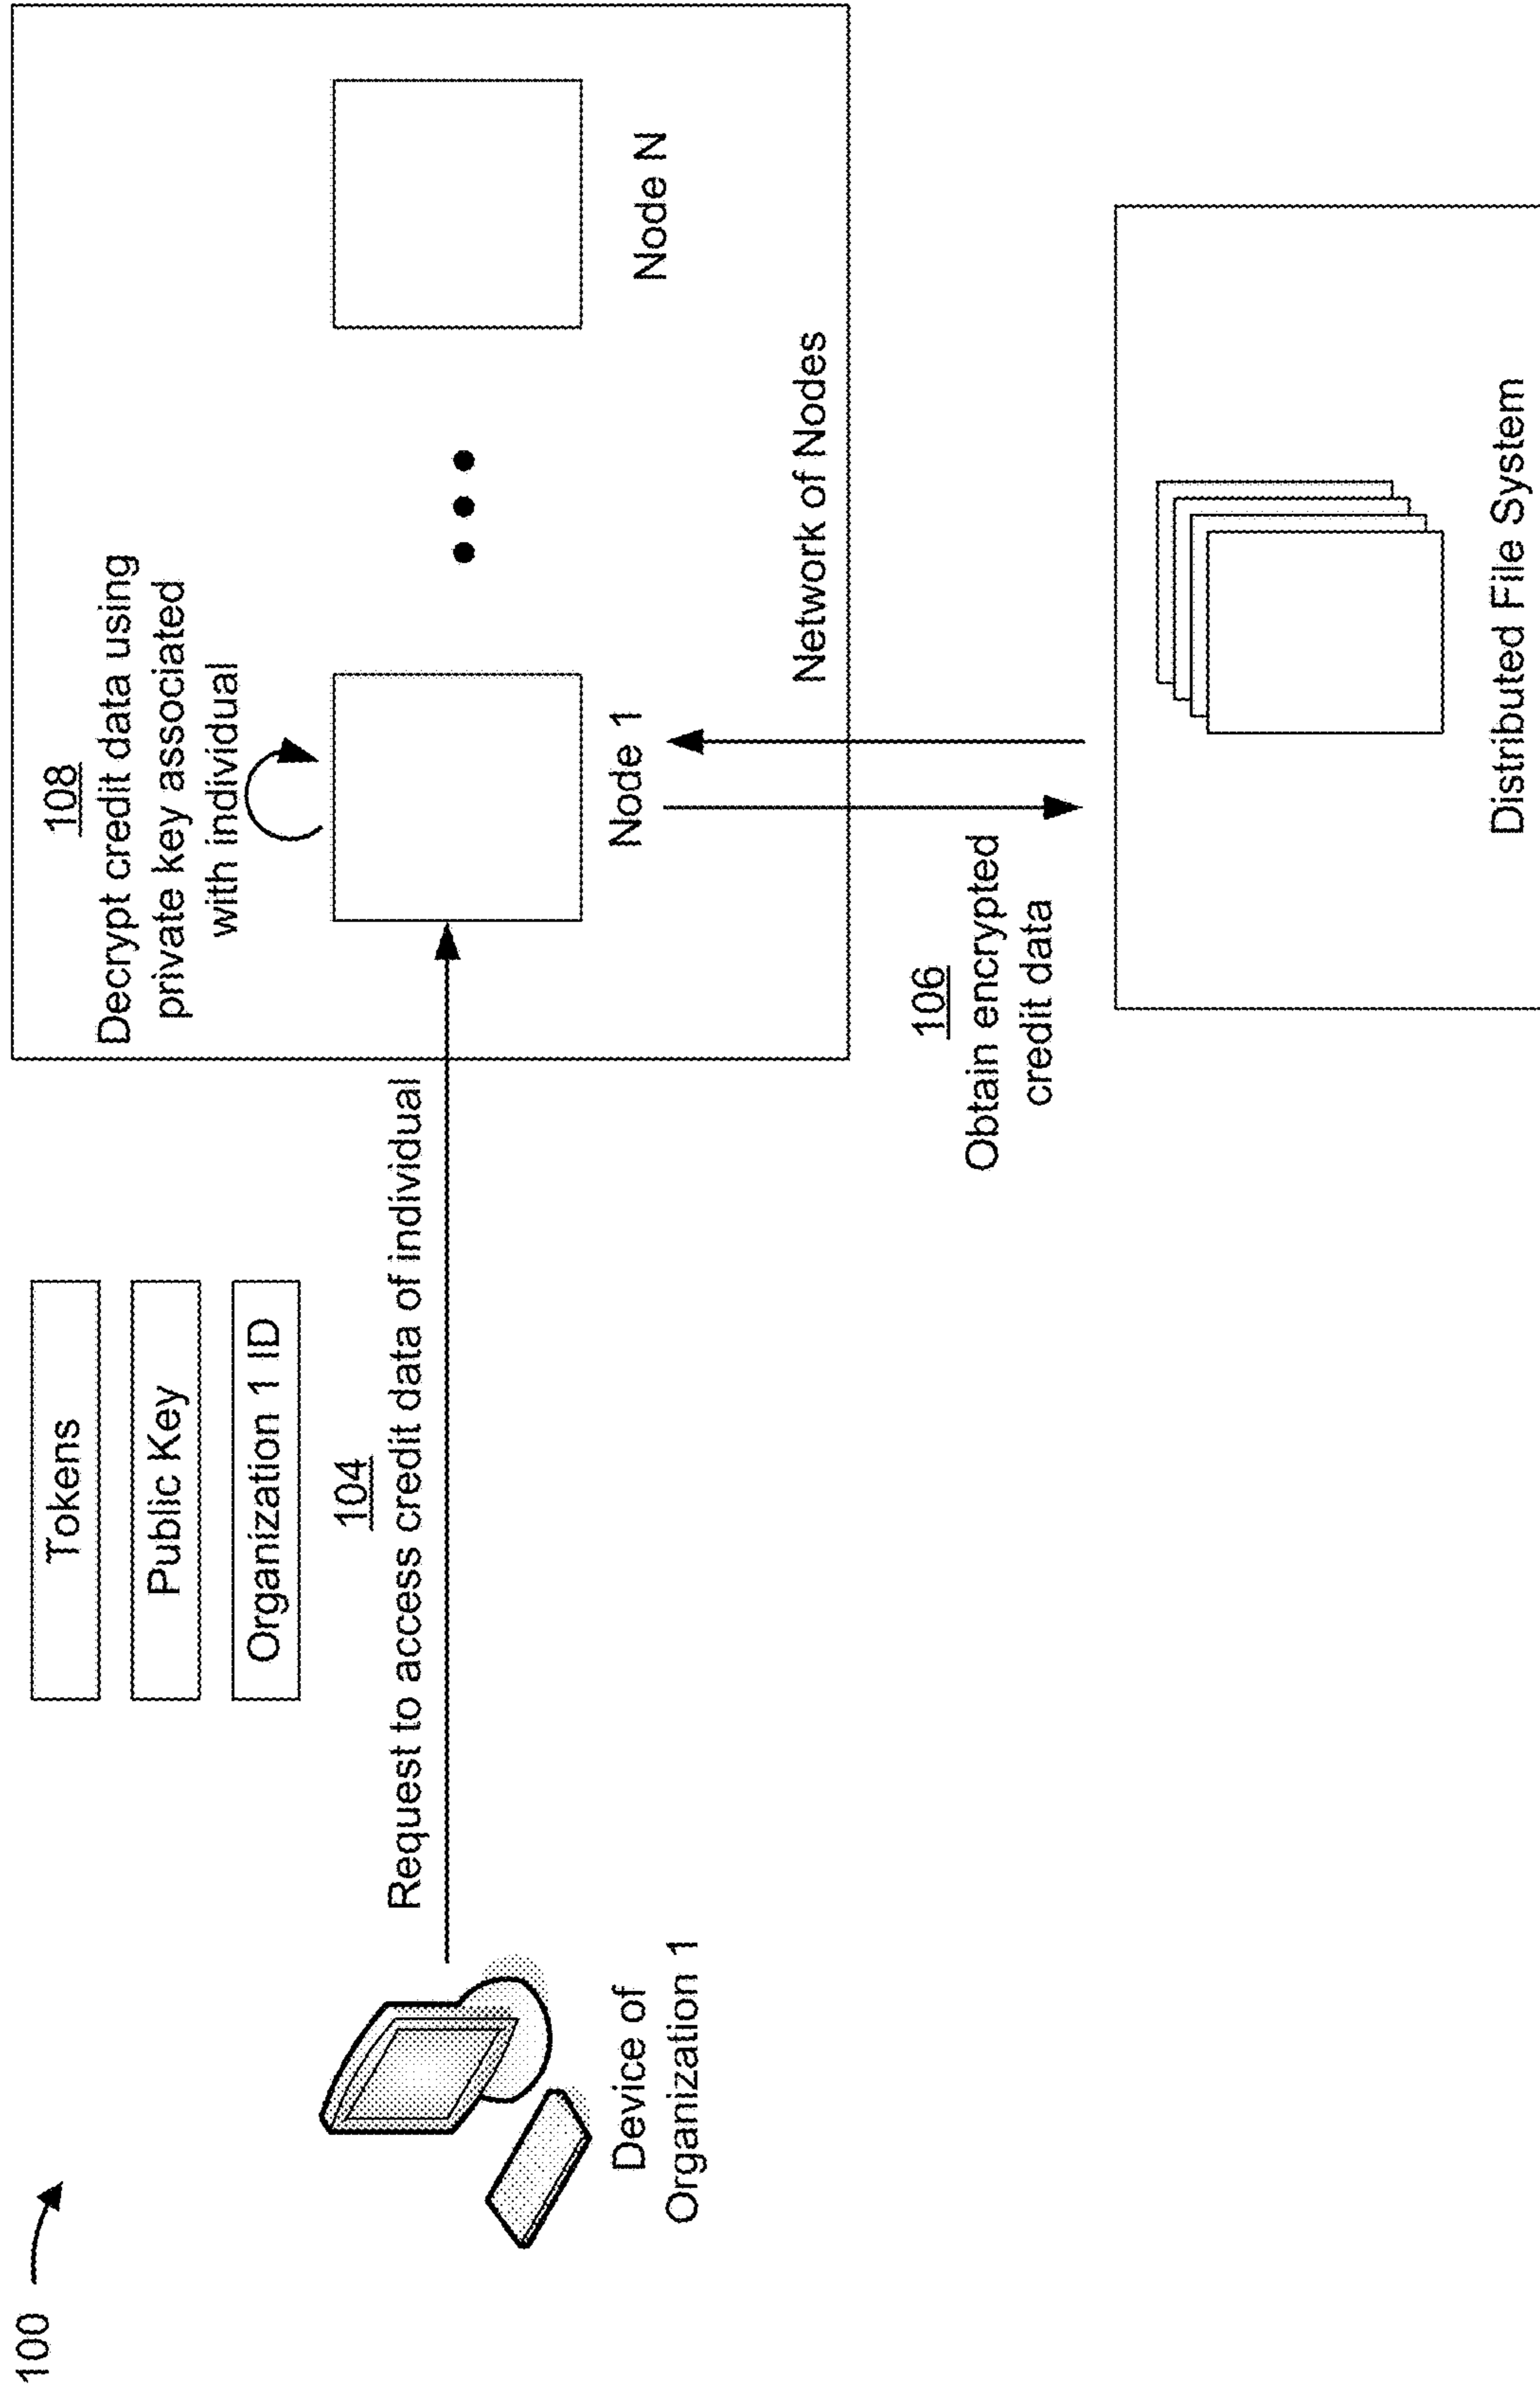 100
Tokens
Public Key
Organization 1 ID
104
Request to access credit data of individual
Device of
Organization 1
108
Decrypt credit data using
private key associated
with individual
Node 1
Node N
Network of Nodes
106
Obtain encrypted
credit data
Distributed File System